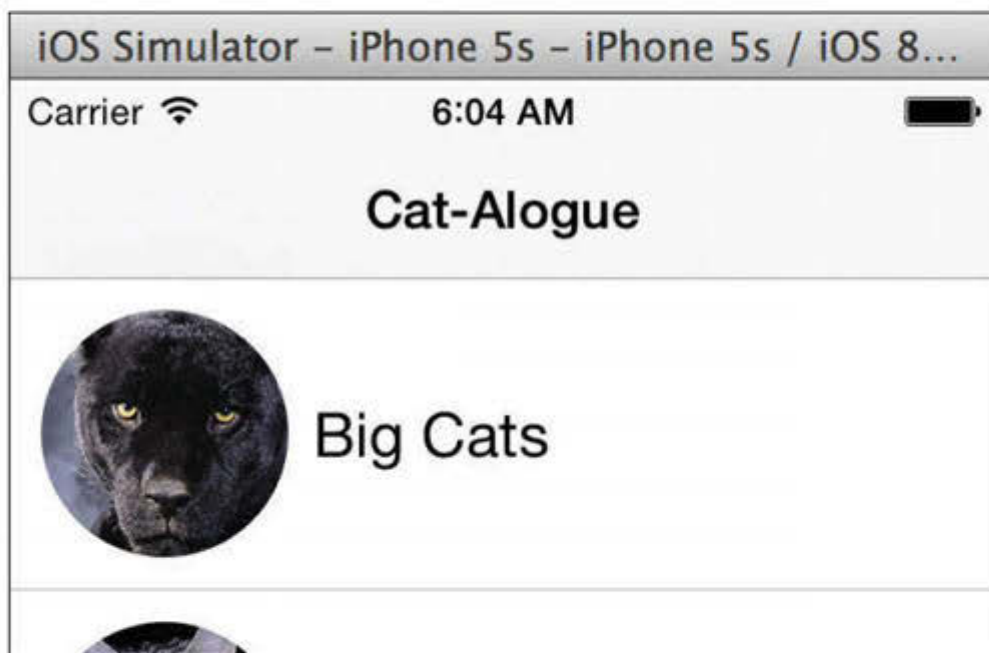 iOS Simulator – iPhone 5s – iPhone 5s / iOS 8...
Carrier 6:04 AM
Cat-Alogue
Big Cats